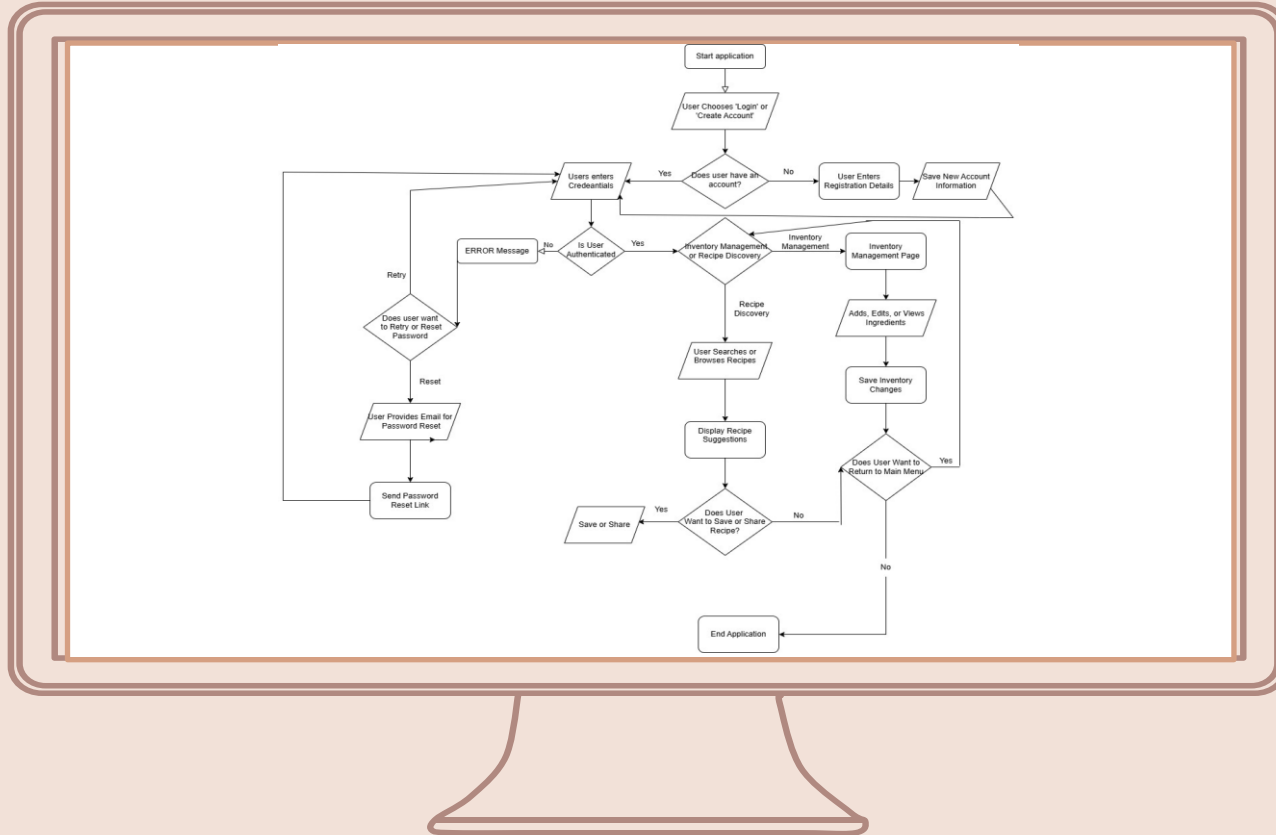 Start application
User Chooses 'Login' or
'Create Account'
Does user have an
account?
Yes
No
Users enters
Credeantials
User Enters
Registration Details
Save New Account
Information
Is User
Authenticated
No
Yes
ERROR Message
Inventory Management
or Recipe Discovery
Inventory
Management
Inventory
Management Page
Retry
Does user want
to Retry or Reset
Password
Recipe
Discovery
Adds, Edits, or Views
Ingredients
User Searches or
Browses Recipes
Save Inventory
Changes
Reset
User Provides Email for
Password Reset
Display Recipe
Suggestions
Does User Want to
Return to Main Menu
Yes
Send Password
Reset Link
Does User
Want to Save or Share
Recipe?
Yes
No
Save or Share
No
End Application